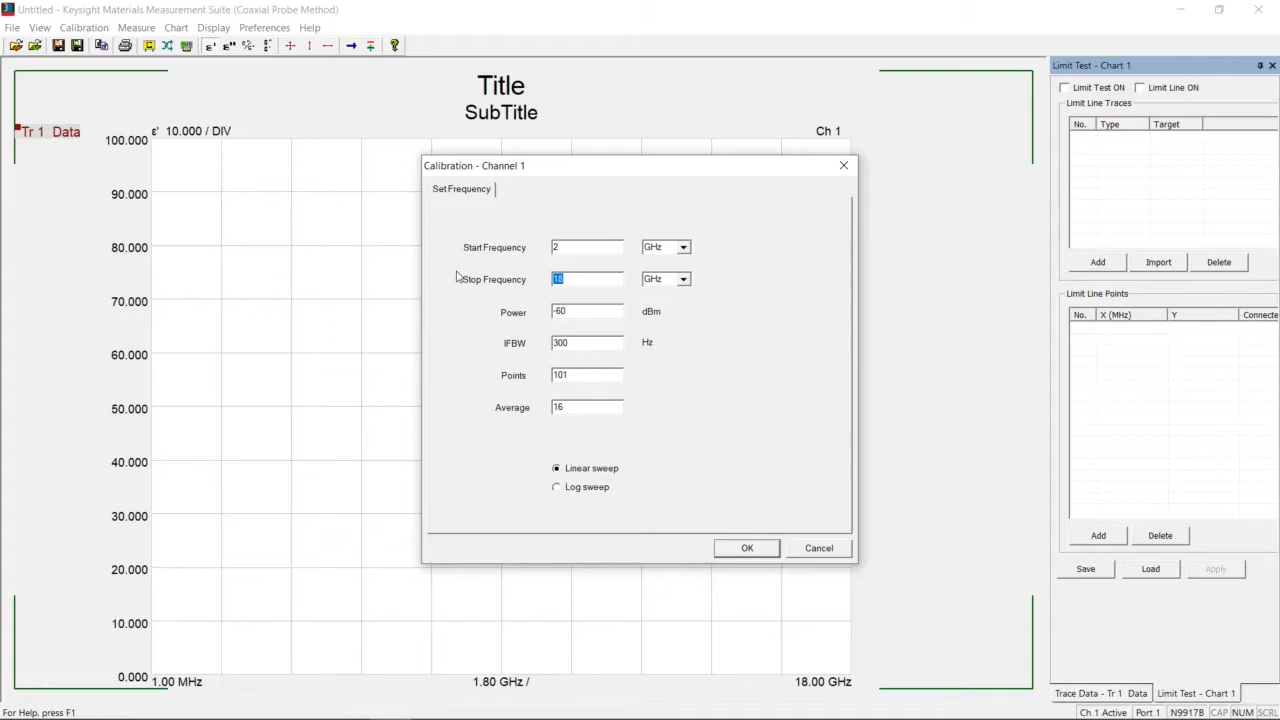 Untitled - Keysight Materials Measurement Suite (Coaxial Probe Method)
File View Calibration Measure Chart Display Preferences Help
ε' ε"
Title
SubTitle
Tr 1 Data
ε' 10.000 / DIV
Ch 1
100.000
90.000
80.000
70.000
60.000
50.000
40.000
30.000
20.000
10.000
0.000
1.00 MHz
1.80 GHz /
18.00 GHz
Calibration - Channel 1
Set Frequency
Start Frequency 2 GHz
Stop Frequency 18 GHz
Power -60 dBm
IFBW 300 Hz
Points 101
Average 16
Linear sweep
Log sweep
OK Cancel
Limit Test - Chart 1
Limit Test ON Limit Line ON
Limit Line Traces
No. Type Target
Add Import Delete
Limit Line Points
No. X (MHz) Y Connecte
Add Delete
Save Load Apply
Trace Data - Tr 1 Data Limit Test - Chart 1
For Help, press F1
Ch 1 Active Port 1 N9917B CAP NUM SCRL